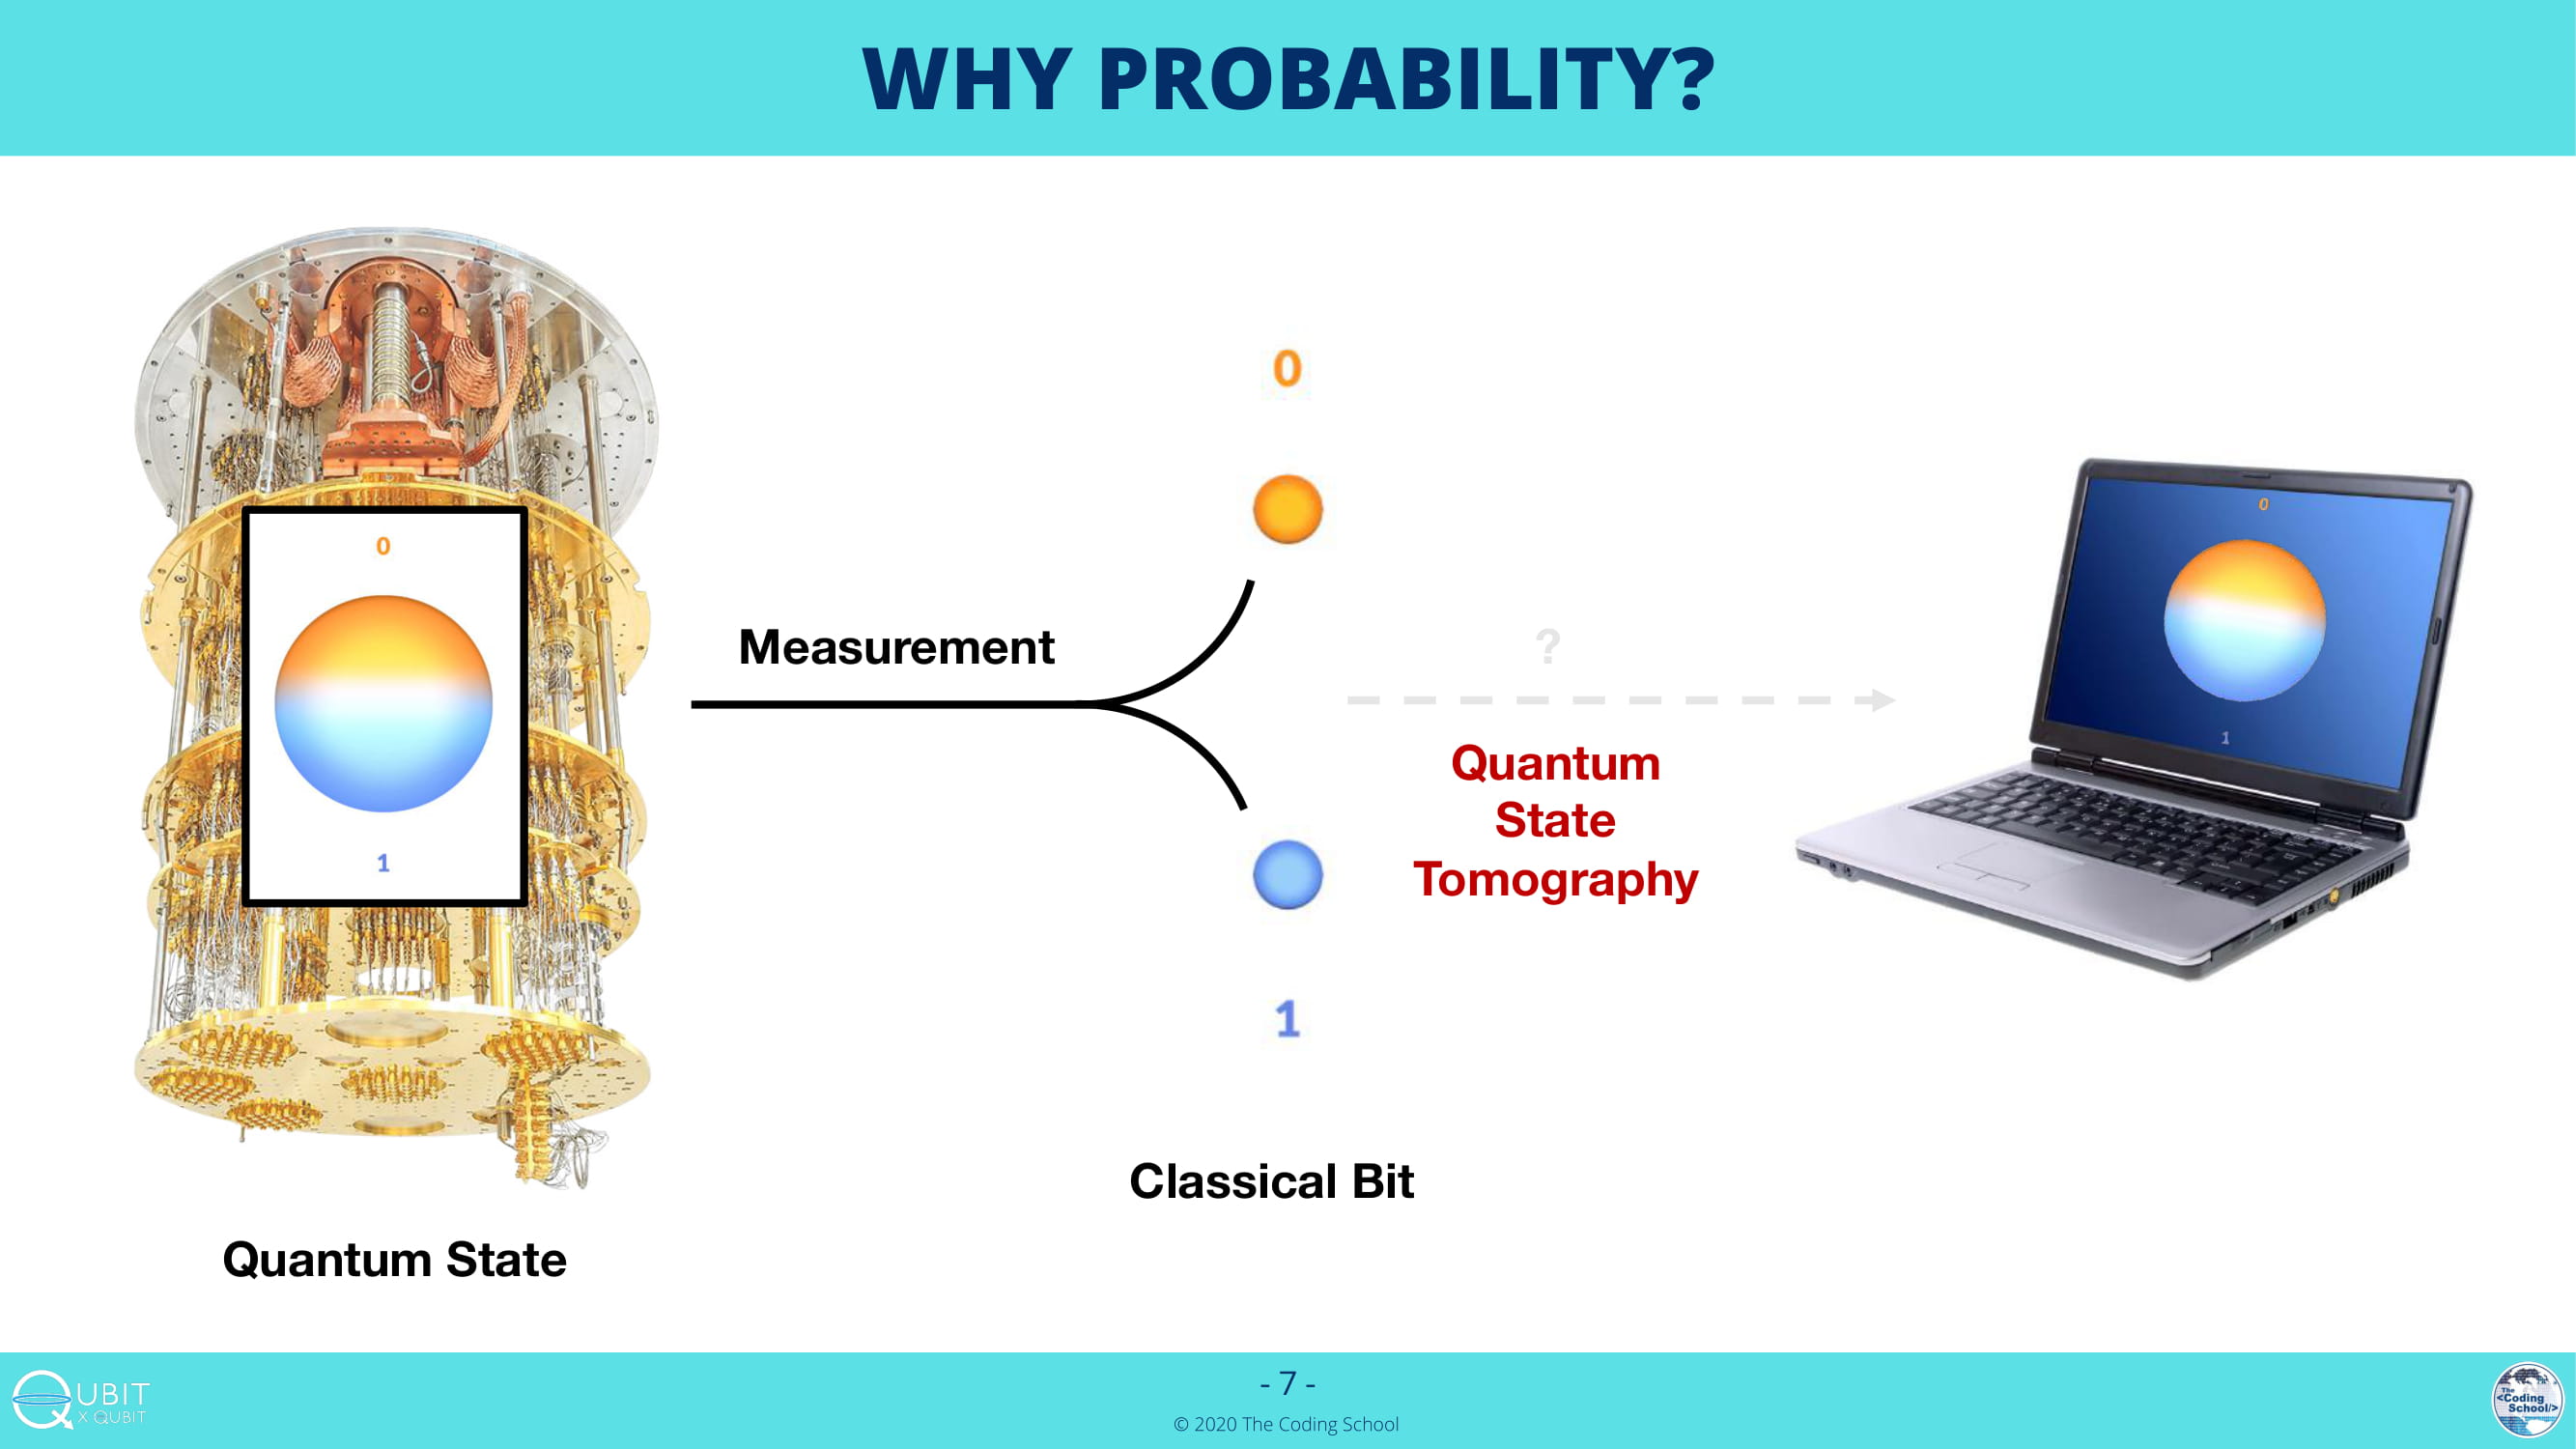 WHY PROBABILITY?
0
1
Quantum State
Measurement
0
1
Classical Bit
?
Quantum
State
Tomography
0
1
QUBIT
X QUBIT
- 7 -
© 2020 The Coding School
The
<Coding
School/>